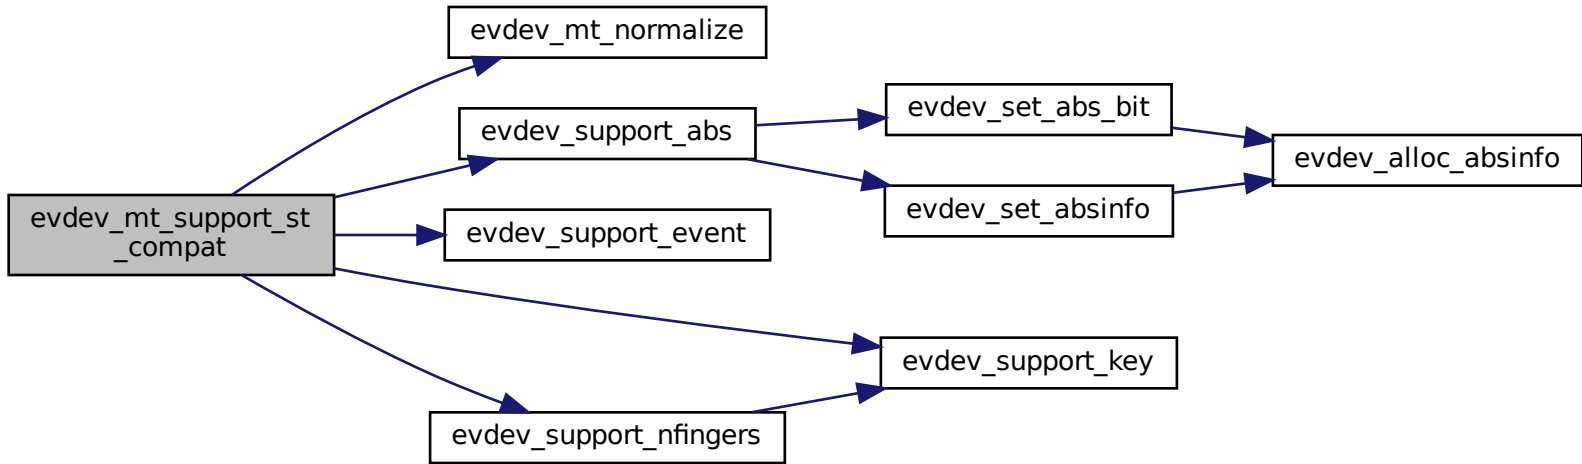 evdev_mt_normalize
evdev_support_abs
evdev_set_abs_bit
evdev_alloc_absinfo
evdev_set_absinfo
evdev_mt_support_st
_compat
evdev_support_event
evdev_support_key
evdev_support_nfingers